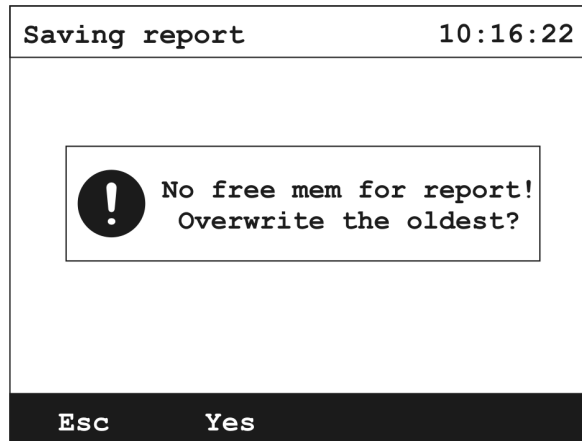 Saving report 10:16:22
No free mem for report!
Overwrite the oldest?
Esc Yes